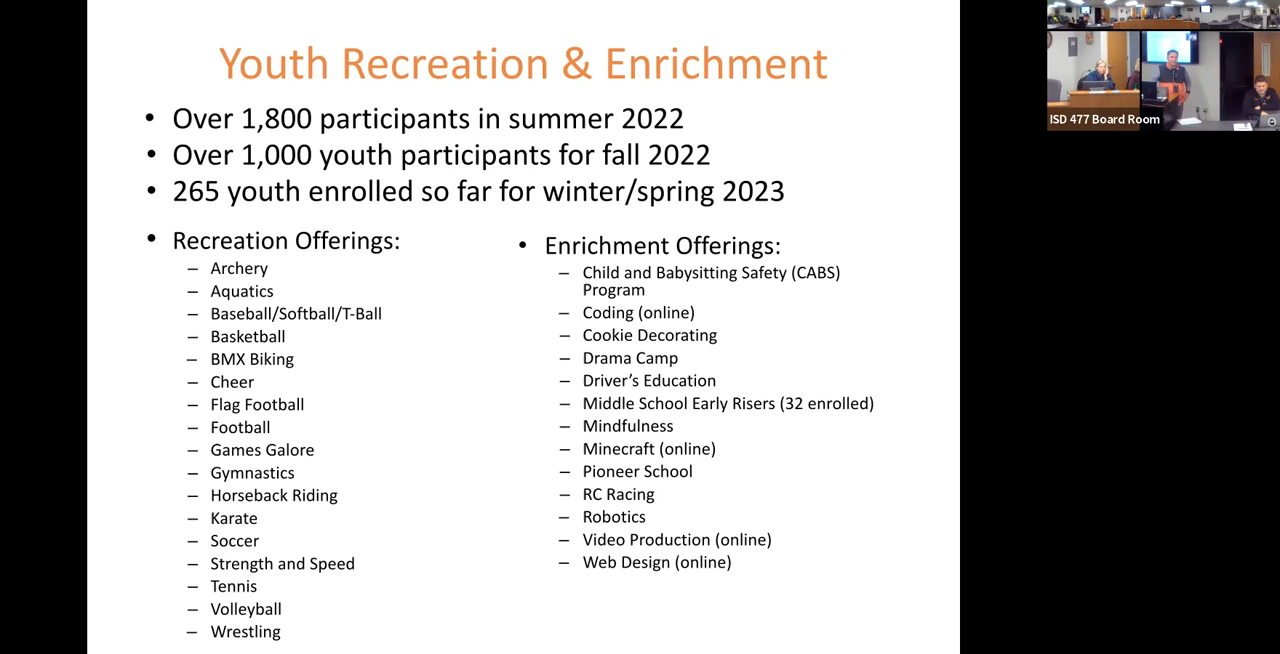 Youth Recreation & Enrichment
• Over 1,800 participants in summer 2022
• Over 1,000 youth participants for fall 2022
• 265 youth enrolled so far for winter/spring 2023
• Recreation Offerings:
– Archery
– Aquatics
– Baseball/Softball/T-Ball
– Basketball
– BMX Biking
– Cheer
– Flag Football
– Football
– Games Galore
– Gymnastics
– Horseback Riding
– Karate
– Soccer
– Strength and Speed
– Tennis
– Volleyball
– Wrestling
• Enrichment Offerings:
– Child and Babysitting Safety (CABS)
Program
– Coding (online)
– Cookie Decorating
– Drama Camp
– Driver’s Education
– Middle School Early Risers (32 enrolled)
– Mindfulness
– Minecraft (online)
– Pioneer School
– RC Racing
– Robotics
– Video Production (online)
– Web Design (online)
ISD 477 Board Room